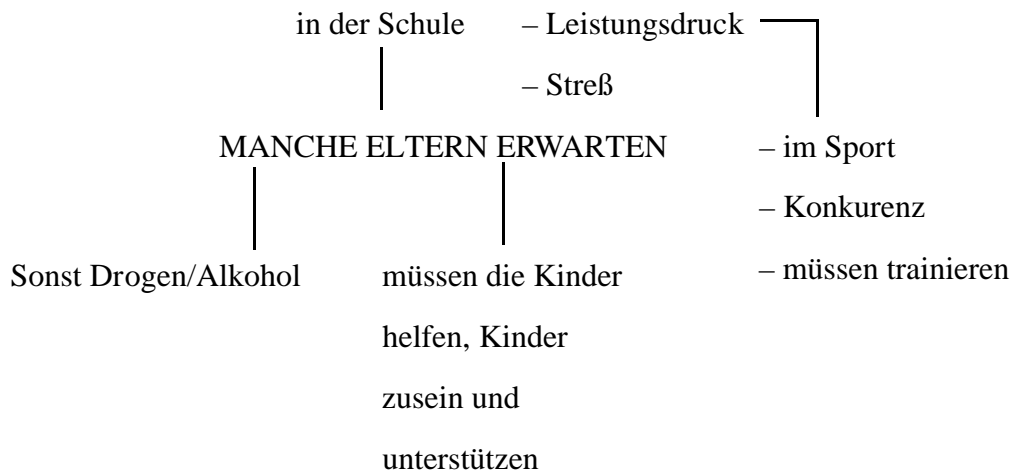 in der Schule – Leistungsdruck
– Streß
MANCHE ELTERN ERWARTEN
– im Sport
– Konkurenz
– müssen trainieren
Sonst Drogen/Alkohol
müssen die Kinder
helfen, Kinder
zusein und
unterstützen